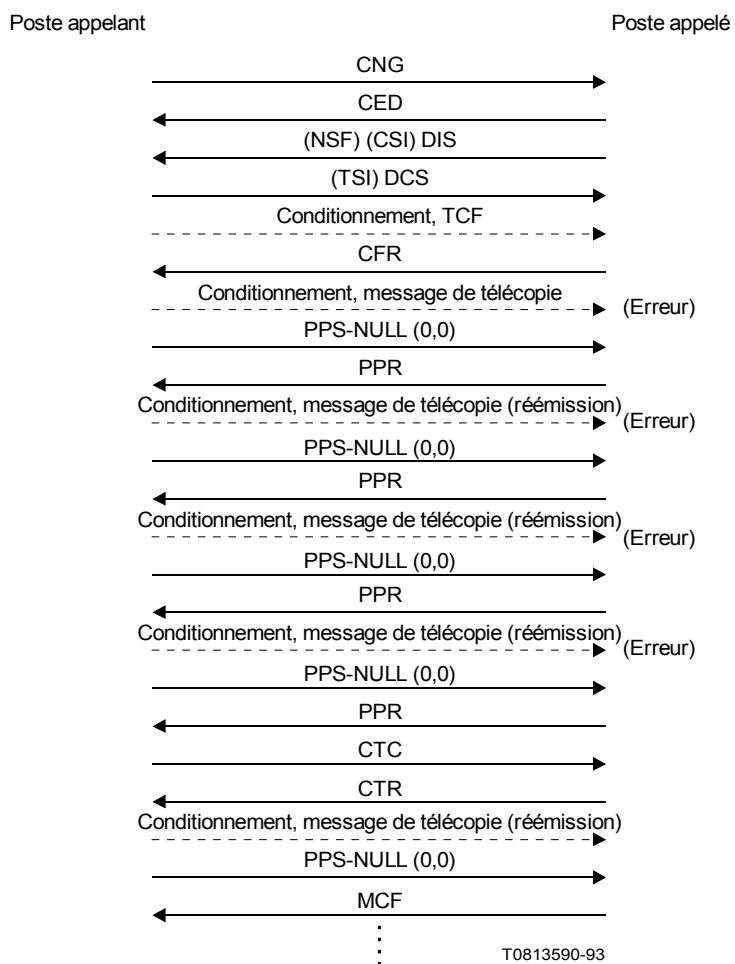 Poste appelant
Poste appelé
CNG
CED
(NSF) (CSI) DIS
(TSI) DCS
Conditionnement, TCF
CFR
Conditionnement, message de télécopie
(Erreur)
PPS-NULL (0,0)
PPR
Conditionnement, message de télécopie (réémission)
(Erreur)
PPS-NULL (0,0)
PPR
Conditionnement, message de télécopie (réémission)
(Erreur)
PPS-NULL (0,0)
PPR
Conditionnement, message de télécopie (réémission)
(Erreur)
PPS-NULL (0,0)
PPR
CTC
CTR
Conditionnement, message de télécopie (réémission)
PPS-NULL (0,0)
MCF
T0813590-93